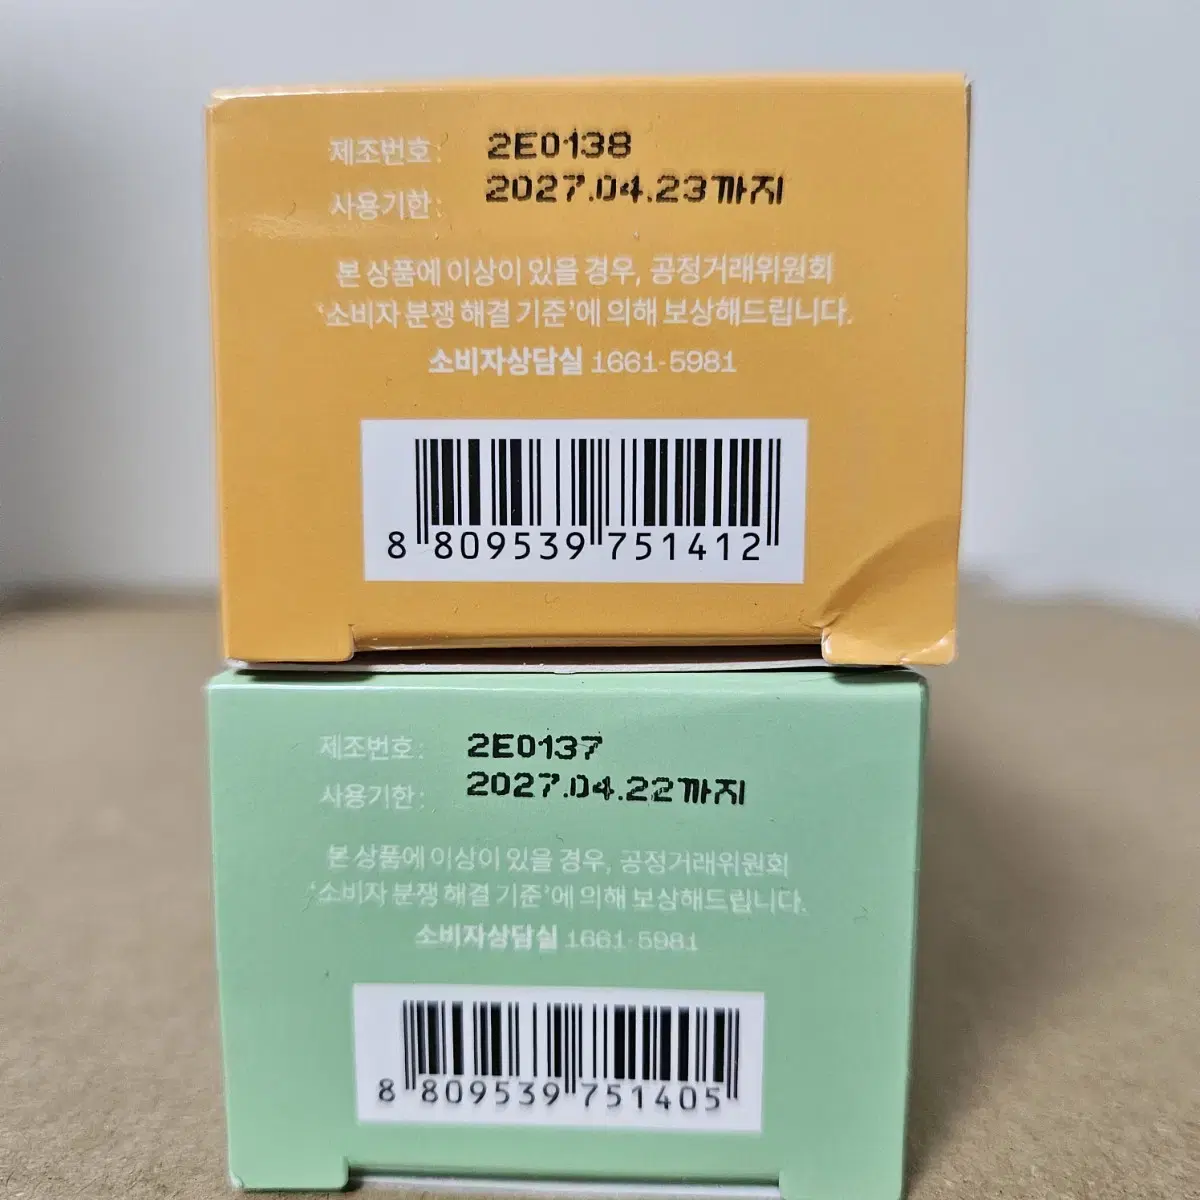 제조번호: 2E0138
사용기한: 2027.04.23까지
본 상품에 이상이 있을 경우, 공정거래위원회
'소비자 분쟁 해결 기준'에 의해 보상해드립니다.
소비자상담실 1661-5981
8 809539 751412
제조번호: 2E0137
사용기한: 2027.04.22까지
본 상품에 이상이 있을 경우, 공정거래위원회
'소비자 분쟁 해결 기준'에 의해 보상해드립니다.
소비자상담실 1661-5981
8 809539 751405